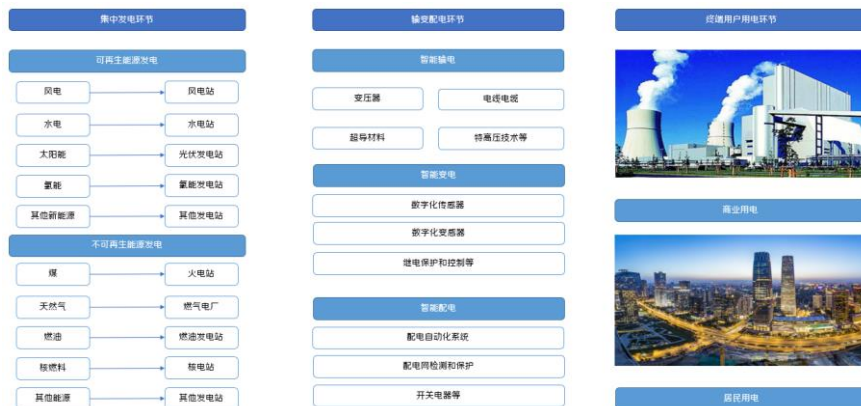 集中发电环节
可再生能源发电
风电
风电站
水电
水电站
太阳能
光伏发电站
氢能
氢能发电站
其他新能源
其他发电站
不可再生能源发电
煤
火电站
天然气
燃气电厂
燃油
燃油发电站
核燃料
核电站
其他能源
其他发电站
输变配电环节
智能输电
变压器
电线电缆
超导材料
特高压技术等
智能变电
数字化传感器
数字化变感器
继电保护和控制等
智能配电
配电自动化系统
配电网检测和保护
开关电器等
终端用户用电环节
商业用电
居民用电